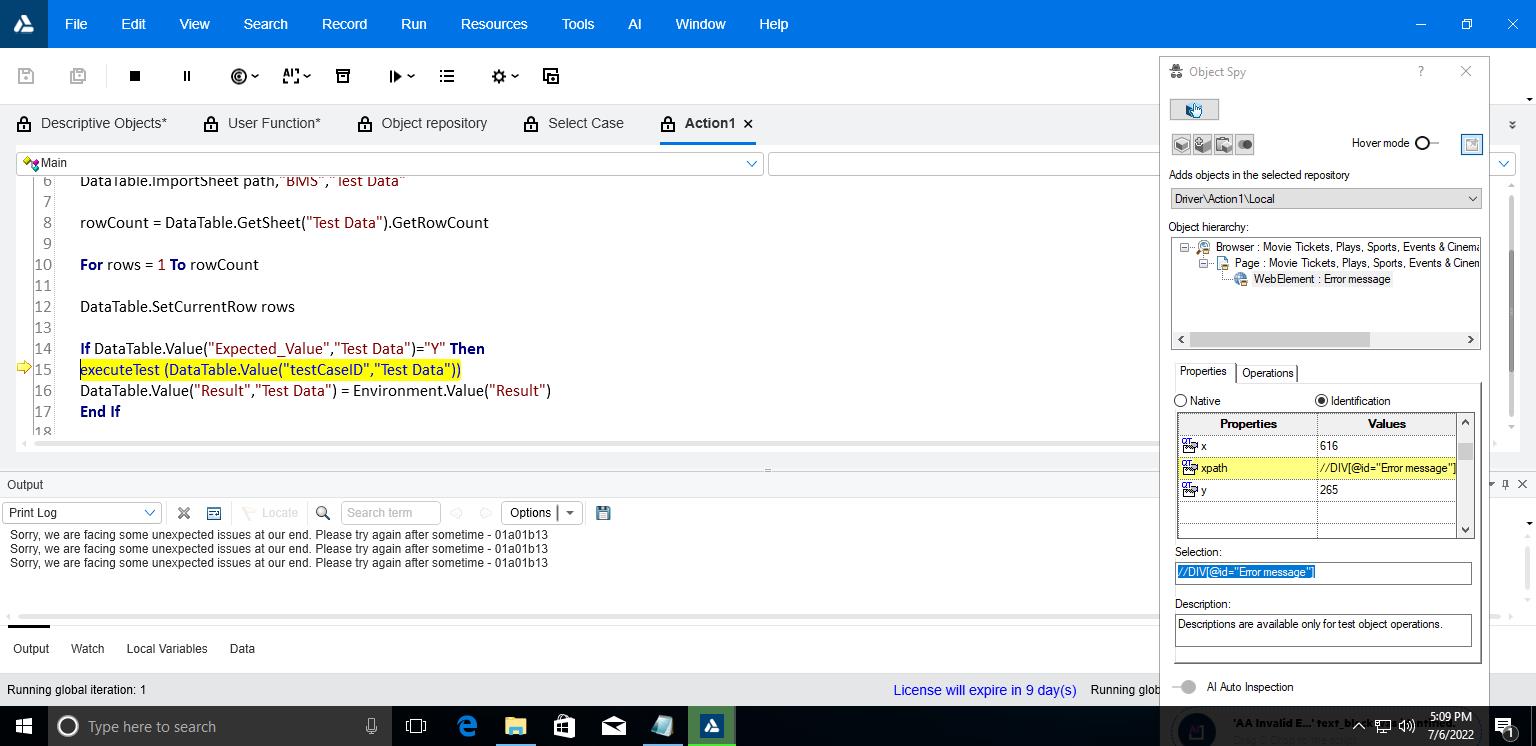 File Edit View Search Record Run Resources Tools AI Window Help
Descriptive Objects* User Function* Object repository Select Case Action1
Main
6 DataTable.ImportSheet path,"BMS","Test Data"
7
8 rowCount = DataTable.GetSheet("Test Data").GetRowCount
9
10 For rows = 1 To rowCount
11
12 DataTable.SetCurrentRow rows
13
14 If DataTable.Value("Expected_Value","Test Data")="Y" Then
15 executeTest (DataTable.Value("testCaseID","Test Data"))
16 DataTable.Value("Result","Test Data") = Environment.Value("Result")
17 End If
18
Output
Print Log Locate Search term Options
Sorry, we are facing some unexpected issues at our end. Please try again after sometime - 01a01b13
Sorry, we are facing some unexpected issues at our end. Please try again after sometime - 01a01b13
Sorry, we are facing some unexpected issues at our end. Please try again after sometime - 01a01b13
Output Watch Local Variables Data
Running global iteration: 1
License will expire in 9 day(s) Running glob
Object Spy ?
Hover mode
Adds objects in the selected repository
Driver\Action1\Local
Object hierarchy:
Browser : Movie Tickets, Plays, Sports, Events & Cinema
Page : Movie Tickets, Plays, Sports, Events & Cinem
WebElement : Error message
Properties Operations
Native Identification
Properties Values
x 616
xpath //DIV[@id="Error message"]
y 265
Selection:
//DIV[@id="Error message"]
Description:
Descriptions are available only for test object operations.
AI Auto Inspection
'AA Invalid E...' text_block
Type here to search
5:09 PM
7/6/2022
1